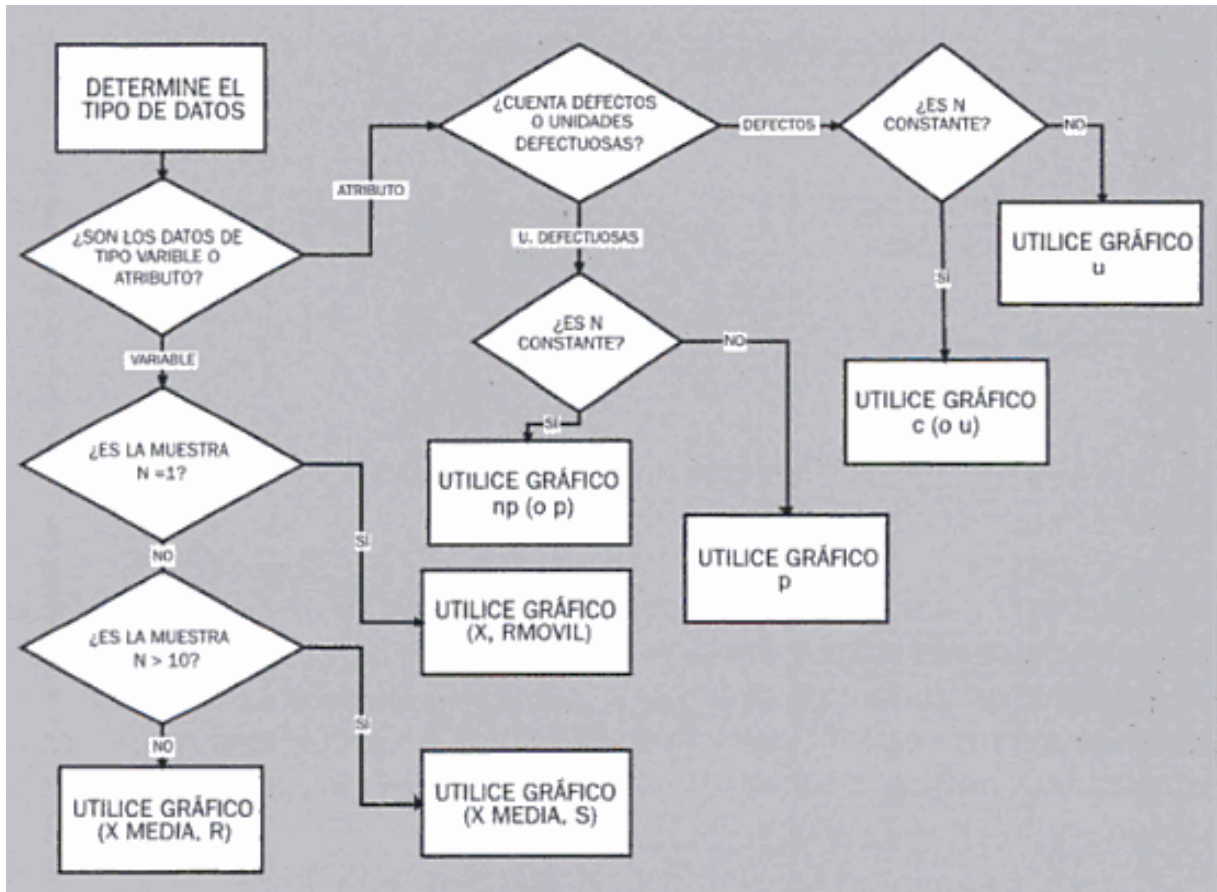 DETERMINE EL
TIPO DE DATOS
¿SON LOS DATOS DE
TIPO VARIBLE O
ATRIBUTO?
ATRIBUTO
¿CUENTA DEFECTOS
O UNIDADES
DEFECTUOSAS?
DEFECTOS
¿ES N
CONSTANTE?
NO
UTILICE GRÁFICO
u
SI
UTILICE GRÁFICO
c (o u)
U. DEFECTUOSAS
¿ES N
CONSTANTE?
NO
UTILICE GRÁFICO
p
SI
UTILICE GRÁFICO
np (o p)
VARIABLE
¿ES LA MUESTRA
N =1?
SI
UTILICE GRÁFICO
(X, RMOVIL)
NO
¿ES LA MUESTRA
N > 10?
SI
UTILICE GRÁFICO
(X MEDIA, S)
NO
UTILICE GRÁFICO
(X MEDIA, R)